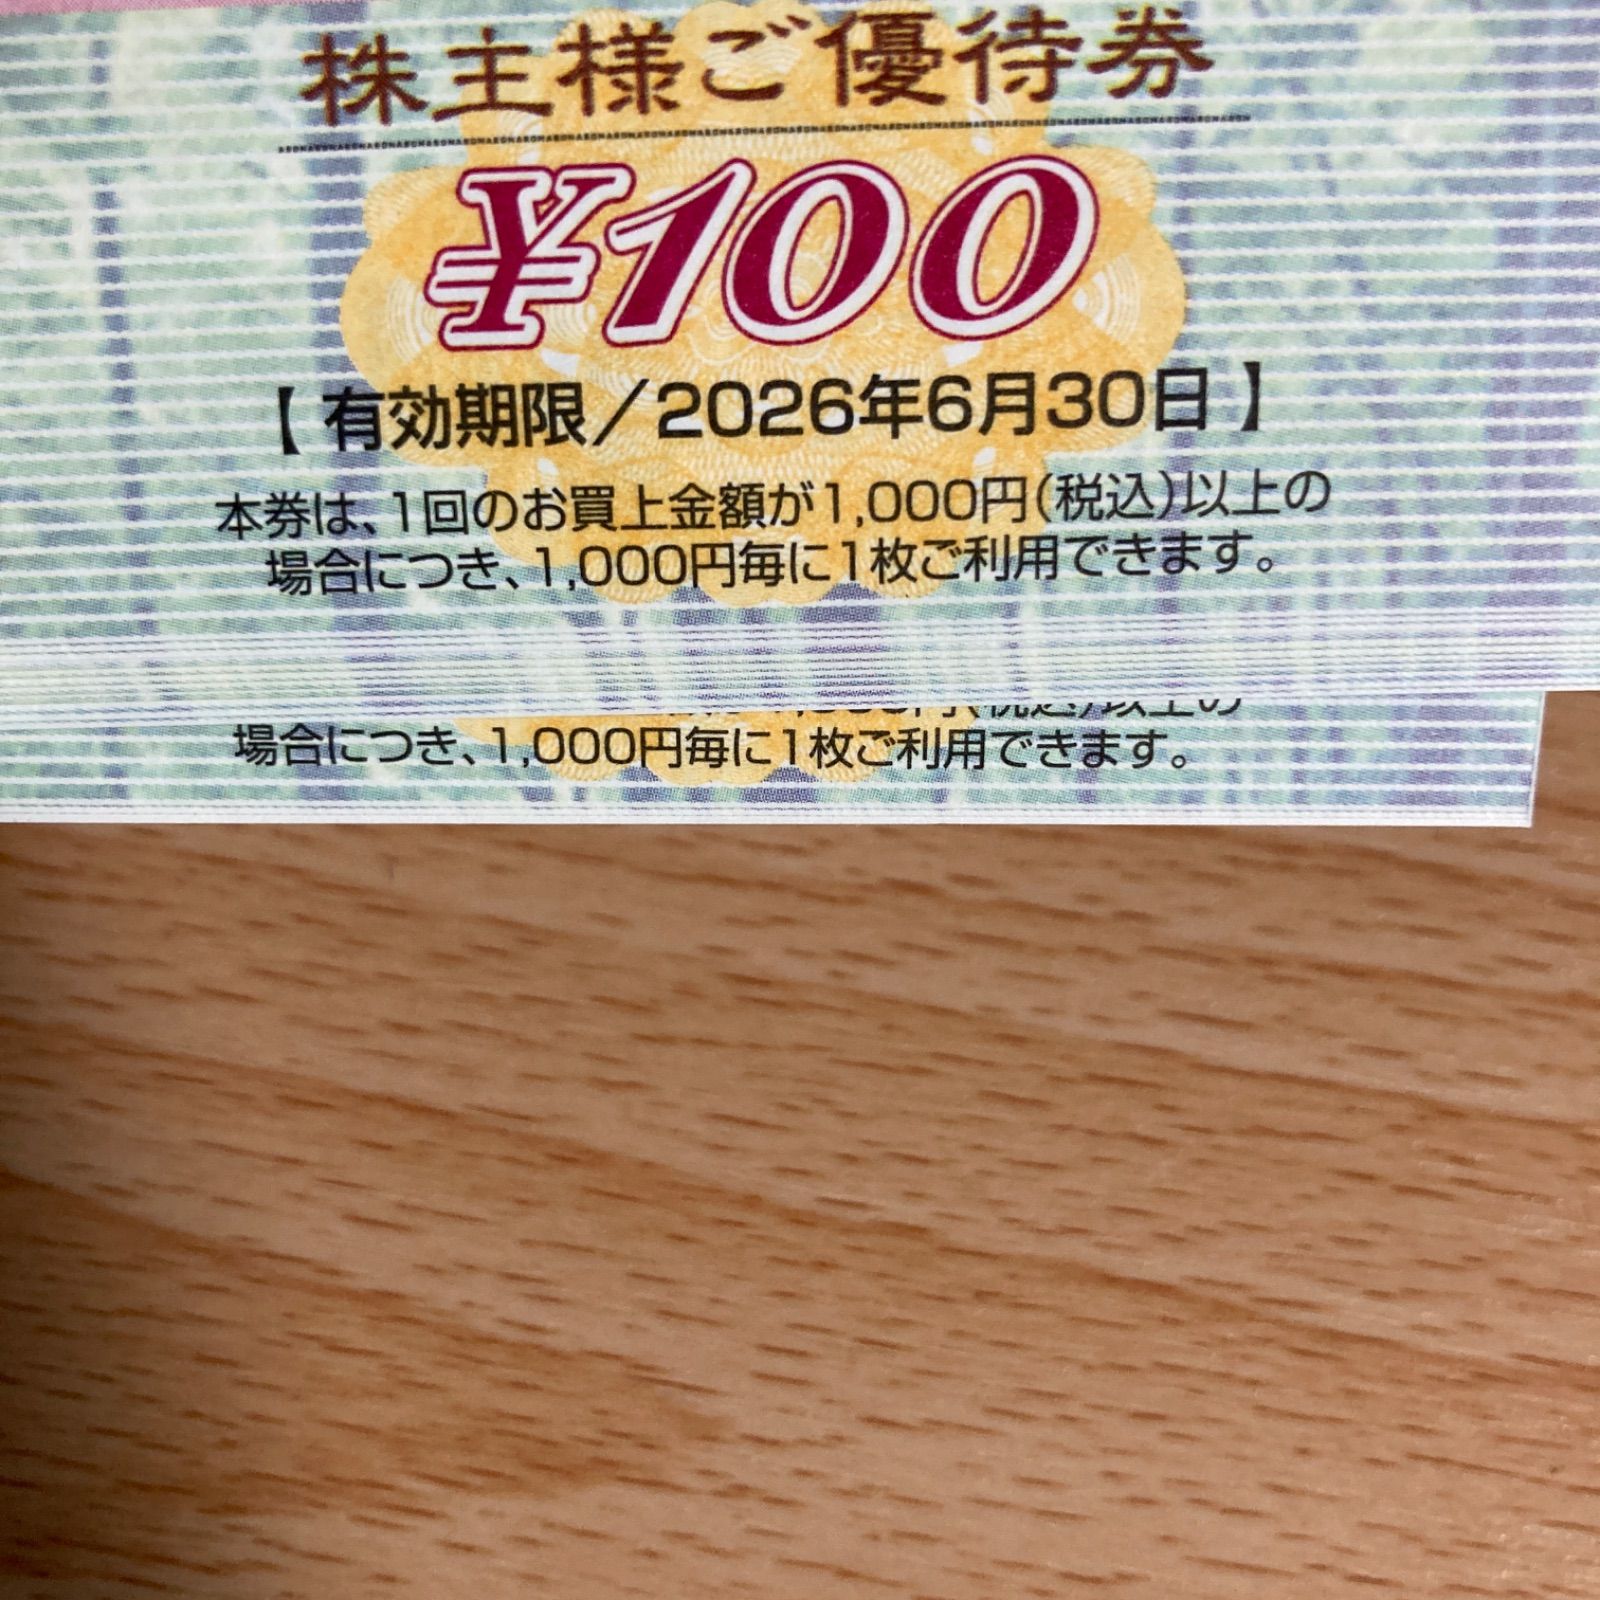 株主様ご優待券
¥100
【 有効期限／2026年6月30日 】
本券は、1回のお買上金額が1,000円(税込)以上の
場合につき、1,000円毎に1枚ご利用できます。
場合につき、1,000円毎に1枚ご利用できます。